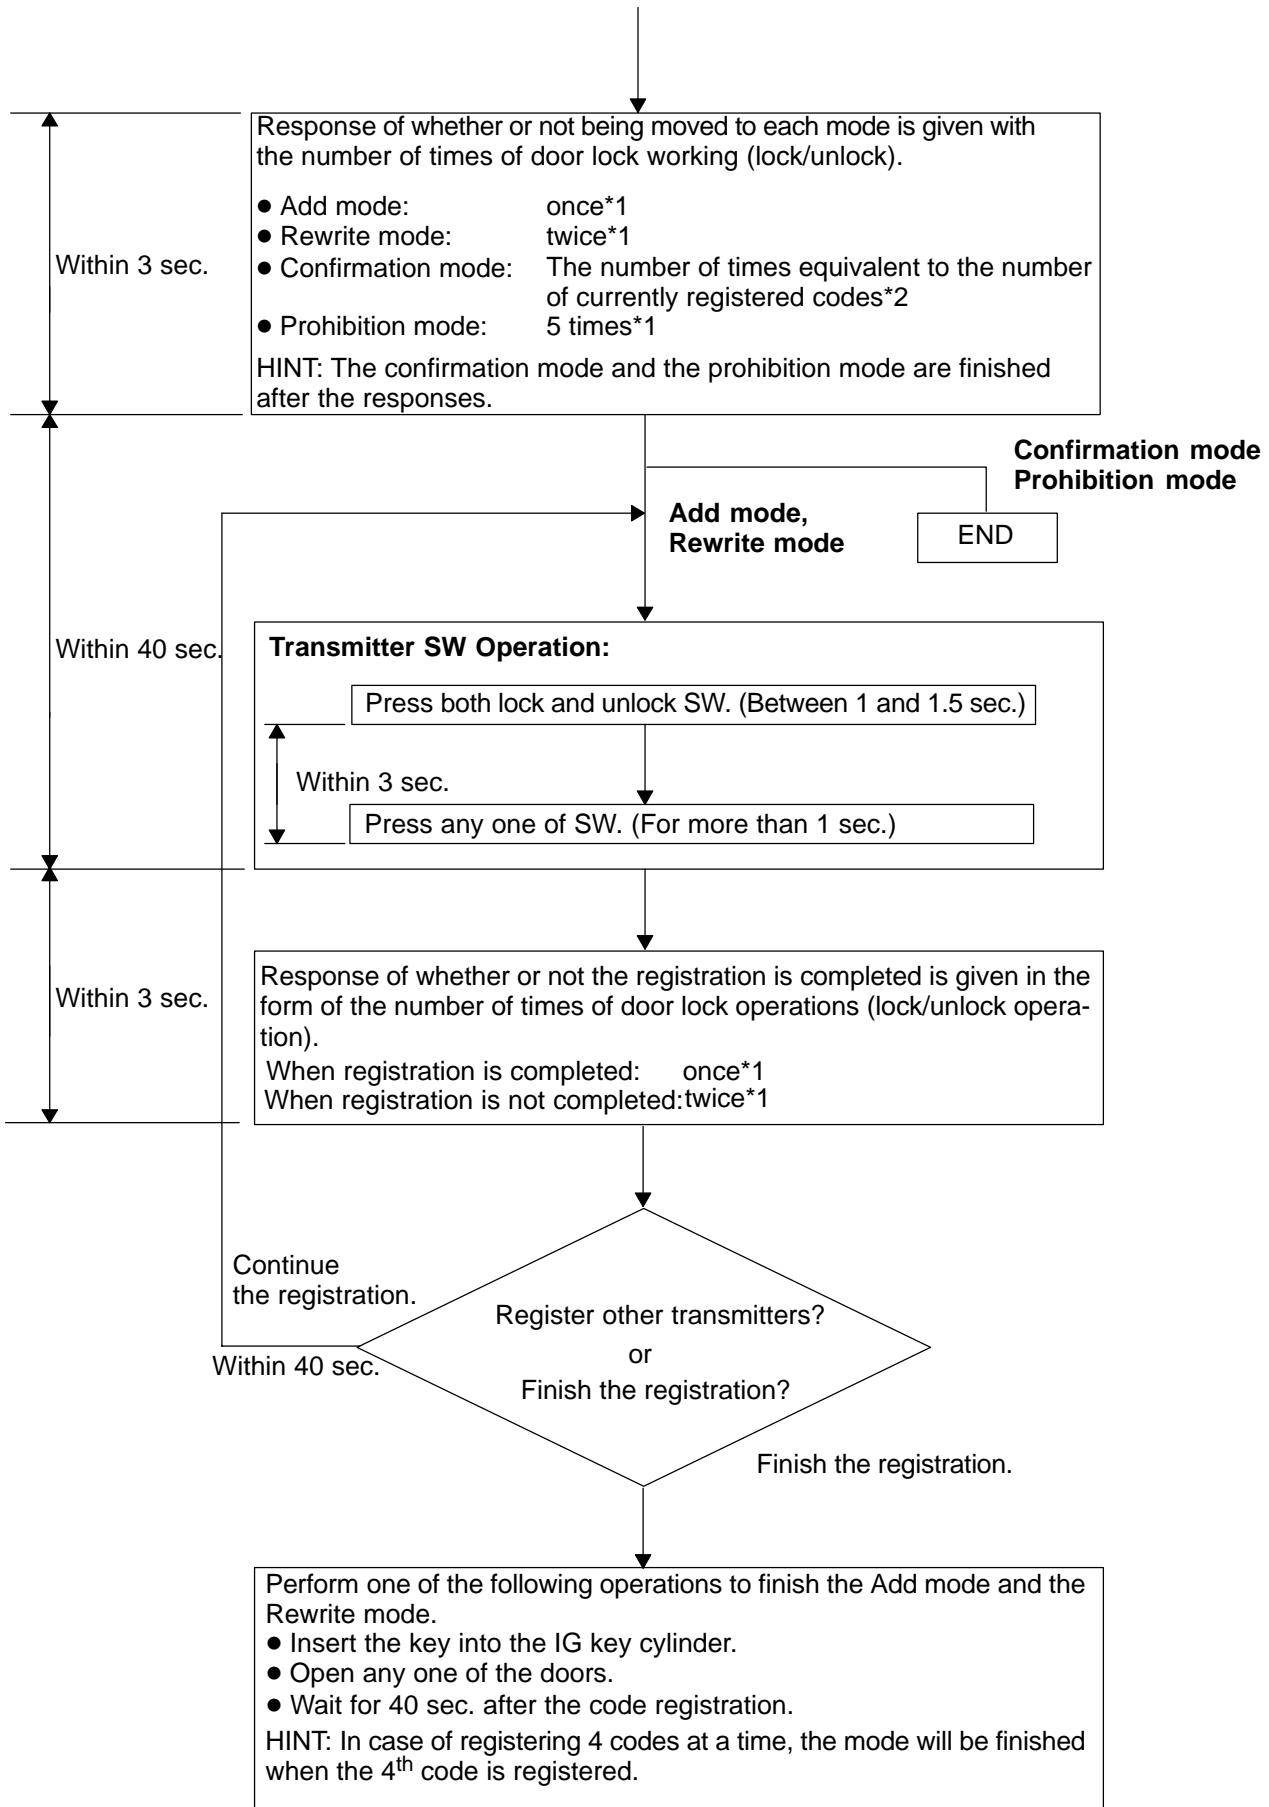 Response of whether or not being moved to each mode is given with
the number of times of door lock working (lock/unlock).
● Add mode: once*1
● Rewrite mode: twice*1
● Confirmation mode: The number of times equivalent to the number
of currently registered codes*2
● Prohibition mode: 5 times*1
HINT: The confirmation mode and the prohibition mode are finished
after the responses.
Within 3 sec.
Confirmation mode
Prohibition mode
Add mode,
Rewrite mode
END
Within 40 sec.
Transmitter SW Operation:
Press both lock and unlock SW. (Between 1 and 1.5 sec.)
Within 3 sec.
Press any one of SW. (For more than 1 sec.)
Within 3 sec.
Response of whether or not the registration is completed is given in the
form of the number of times of door lock operations (lock/unlock opera-
tion).
When registration is completed: once*1
When registration is not completed: twice*1
Continue
the registration.
Within 40 sec.
Register other transmitters?
or
Finish the registration?
Finish the registration.
Perform one of the following operations to finish the Add mode and the
Rewrite mode.
● Insert the key into the IG key cylinder.
● Open any one of the doors.
● Wait for 40 sec. after the code registration.
HINT: In case of registering 4 codes at a time, the mode will be finished
when the 4th code is registered.